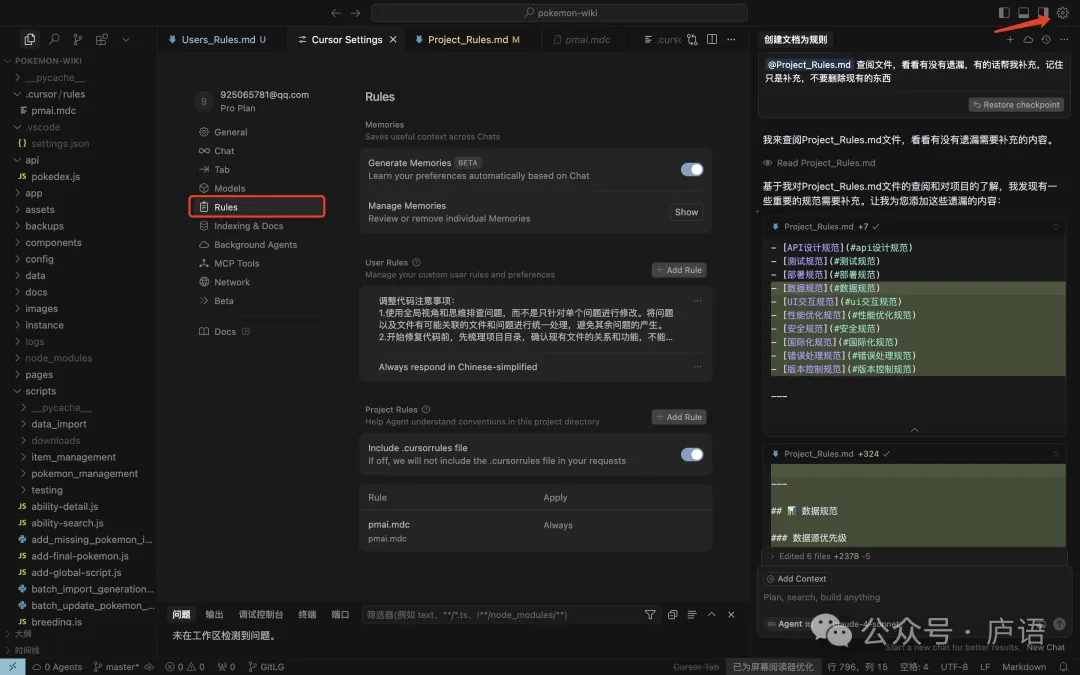 pokemon-wiki
Users_Rules.md U
Cursor Settings
Project_Rules.md M
pmai.mdc
.curs
POKEMON-WIKI
__pycache__
.cursor/rules
pmai.mdc
.vscode
settings.json
api
JS pokedex.js
app
assets
backups
components
config
data
docs
images
instance
logs
node_modules
pages
scripts
__pycache__
data_import
downloads
item_management
pokemon_management
testing
JS ability-detail.js
JS ability-search.js
add_missing_pokemon_i...
JS add-final-pokemon.js
JS add-global-script.js
batch_import_generation...
batch_update_pokemon_...
JS breeding.js
大纲
时间线
9
925065781@qq.com
Pro Plan
General
Chat
Tab
Models
Rules
Indexing & Docs
Background Agents
MCP Tools
Network
Beta
Docs
Rules
Memories
Saves useful context across Chats
Generate Memories BETA
Learn your preferences automatically based on Chat
Manage Memories
Review or remove individual Memories
Show
User Rules
Manage your custom user rules and preferences
+ Add Rule
调整代码注意事项：
1.使用全局视角和思维排查问题，而不是只针对单个问题进行修改。将问题
以及文件有可能关联的文件和问题进行统一处理，避免其余问题的产生。
2.开始修复代码前，先梳理项目目录，确认现有文件的关系和功能，不能...
Always respond in Chinese-simplified
Project Rules
Help Agent understand conventions in this project directory
+ Add Rule
Include .cursorrules file
If off, we will not include the .cursorrules file in your requests
Rule Apply
pmai.mdc Always
pmai.mdc
问题 输出 调试控制台 终端 端口
筛选器(例如 text、**/*.ts、!**/node_modules/**)
未在工作区检测到问题。
创建文档为规则
@Project_Rules.md 查阅文件，看看有没有遗漏，有的话帮我补充，记住
只是补充，不要删除现有的东西
Restore checkpoint
我来查阅Project_Rules.md文件，看看有没有遗漏需要补充的内容。
Read Project_Rules.md
基于我对Project_Rules.md文件的查阅和对项目的了解，我发现有一
些重要的规范需要补充。让我为您添加这些遗漏的内容：
Project_Rules.md +7
- [API设计规范](#api设计规范)
- [测试规范](#测试规范)
- [部署规范](#部署规范)
- [数据规范](#数据规范)
- [UI交互规范](#ui交互规范)
- [性能优化规范](#性能优化规范)
- [安全规范](#安全规范)
- [国际化规范](#国际化规范)
- [错误处理规范](#错误处理规范)
- [版本控制规范](#版本控制规范)
---
Project_Rules.md +324
---
## 📊 数据规范
### 数据源优先级
Edited 6 files +2378 -5
@ Add Context
Plan, search, build anything
∞ Agent
claude-4-sonnet
公众号 · 庐语
Start a new chat for better results. New Chat
0 Agents
master*
0 0
0
GitLG
Cursor Tab
已为屏幕阅读器优化
行 796，列 15
空格: 4
UTF-8
LF
Markdown